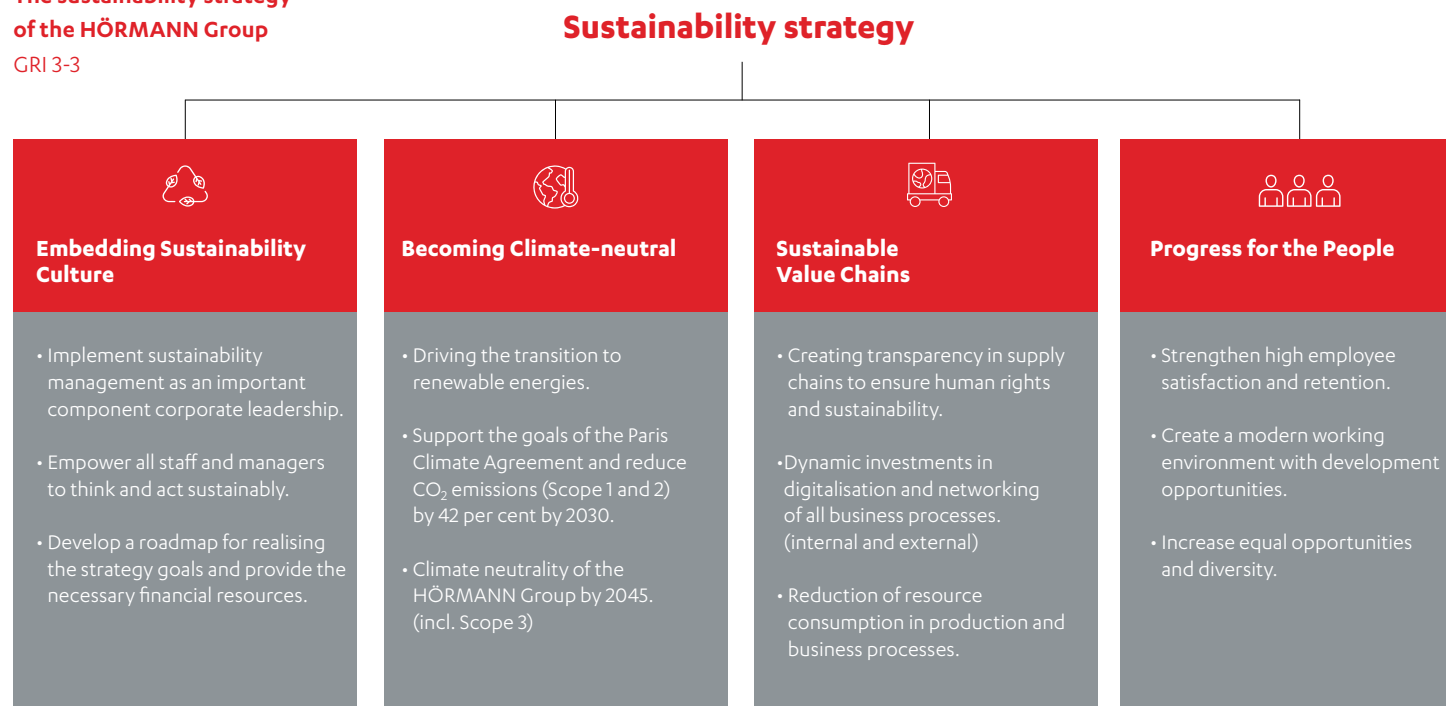 The sustainability strategy
of the HÖRMANN Group
GRI 3-3
Sustainability strategy
Embedding Sustainability
Culture
• Implement sustainability
management as an important
component corporate leadership.
• Empower all staff and managers
to think and act sustainably.
• Develop a roadmap for realising
the strategy goals and provide the
necessary financial resources.
Becoming Climate-neutral
• Driving the transition to
renewable energies.
• Support the goals of the Paris
Climate Agreement and reduce
CO₂ emissions (Scope 1 and 2)
by 42 per cent by 2030.
• Climate neutrality of the
HÖRMANN Group by 2045.
(incl. Scope 3)
Sustainable
Value Chains
• Creating transparency in supply
chains to ensure human rights
and sustainability.
•Dynamic investments in
digitalisation and networking
of all business processes.
(internal and external)
• Reduction of resource
consumption in production and
business processes.
Progress for the People
• Strengthen high employee
satisfaction and retention.
• Create a modern working
environment with development
opportunities.
• Increase equal opportunities
and diversity.